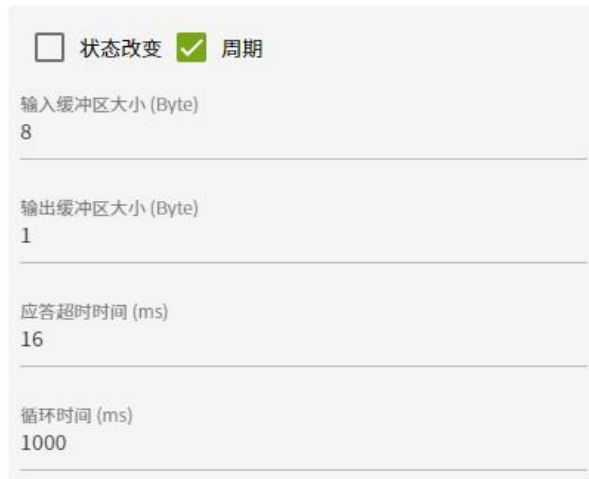 状态改变 周期
输入缓冲区大小 (Byte)
8
输出缓冲区大小 (Byte)
1
应答超时时间 (ms)
16
循环时间 (ms)
1000